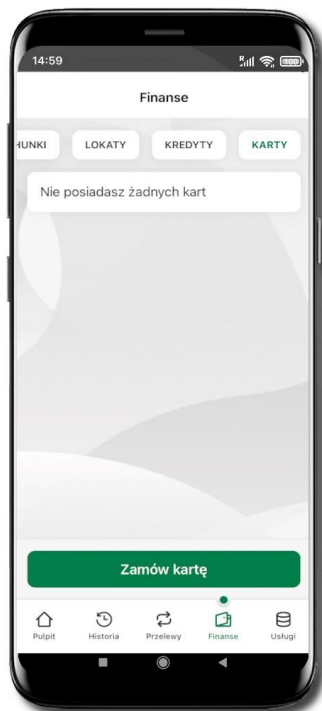 14:59
Finanse
HUNKI LOKATY KREDYTY KARTY
Nie posiadasz żadnych kart
Zamów kartę
Pulpit Historia Przelewy Finanse Usługi